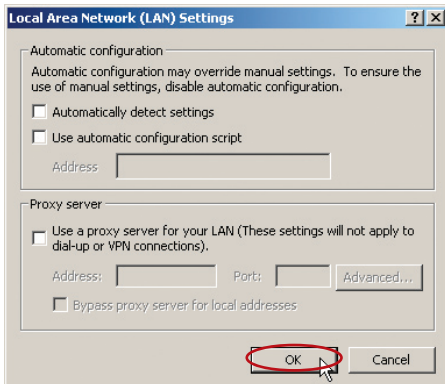 Local Area Network (LAN) Settings
Automatic configuration
Automatic configuration may override manual settings. To ensure the
use of manual settings, disable automatic configuration.
Automatically detect settings
Use automatic configuration script
Address
Proxy server
Use a proxy server for your LAN (These settings will not apply to
dial-up or VPN connections).
Address:
Port:
Advanced...
Bypass proxy server for local addresses
OK
Cancel